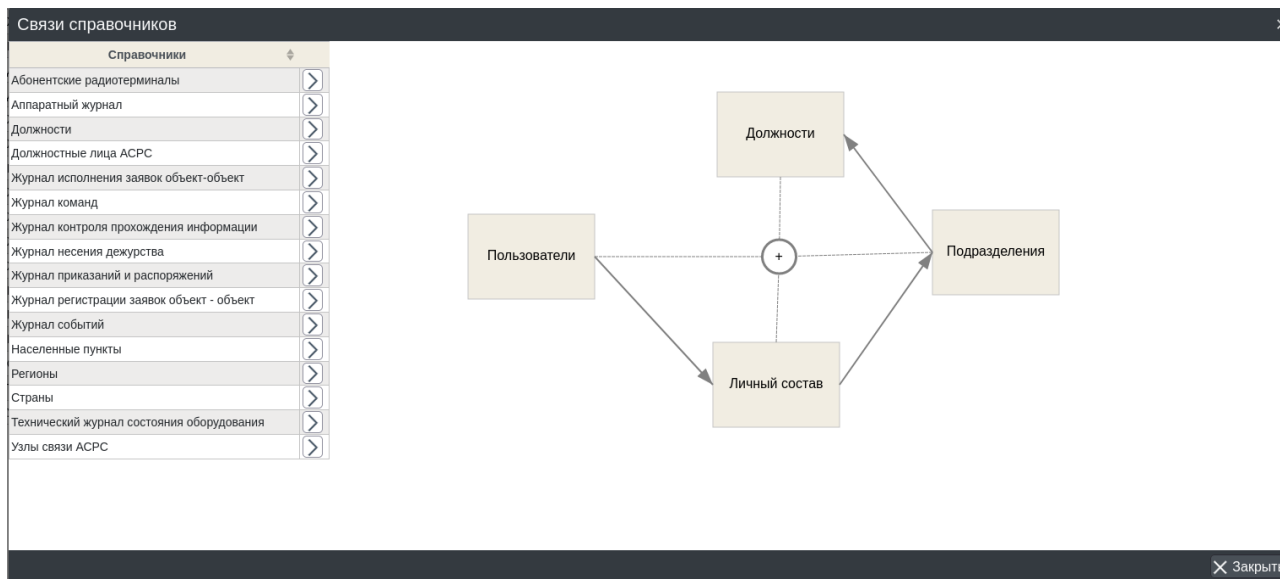 Связи справочников
Справочники
Абонентские радиотерминалы
Аппаратный журнал
Должности
Должностные лица АСРС
Журнал исполнения заявок объект-объект
Журнал команд
Журнал контроля прохождения информации
Журнал несения дежурства
Журнал приказаний и распоряжений
Журнал регистрации заявок объект - объект
Журнал событий
Населенные пункты
Регионы
Страны
Технический журнал состояния оборудования
Узлы связи АСРС
Должности
Пользователи
+
Подразделения
Личный состав
Закрыть